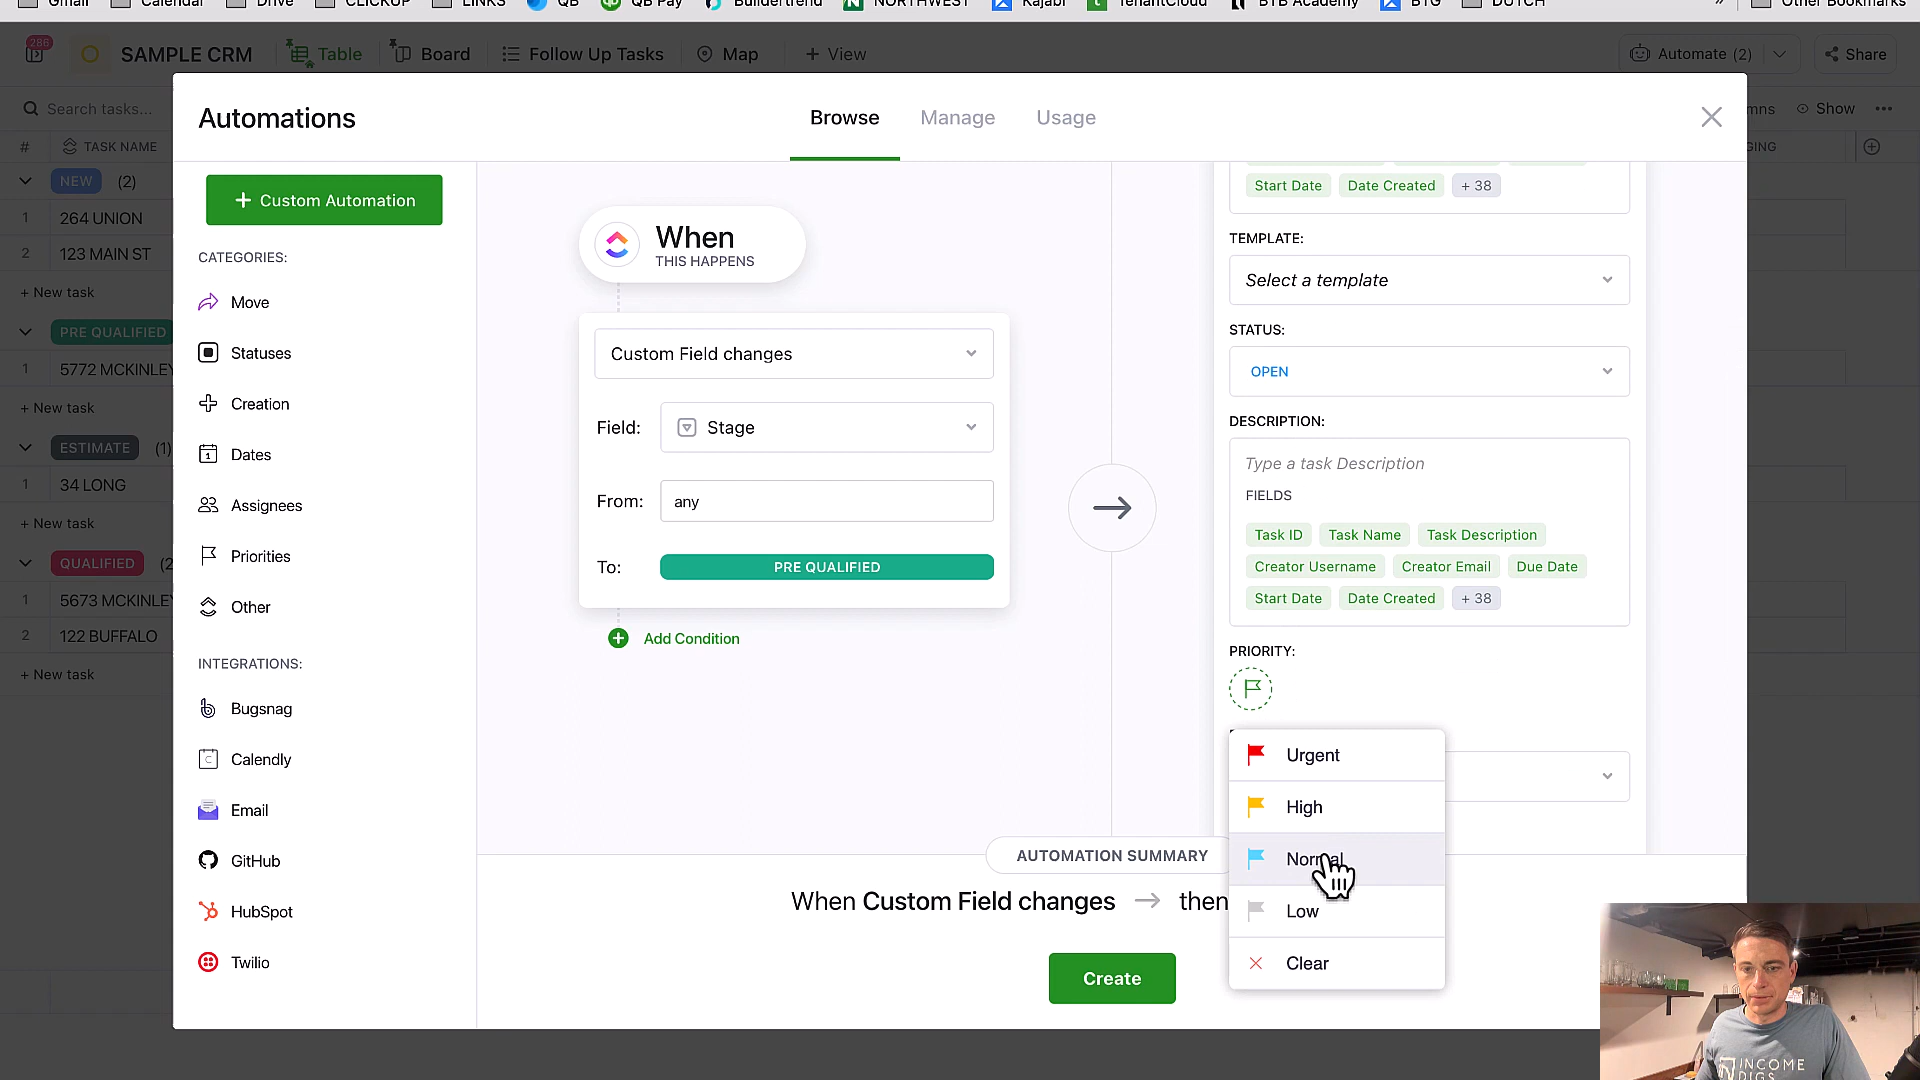 Gmail Calendar Drive CLICKUP LINKS QB QB Pay Buildertrend NORTHWEST Kajabi TenantCloud BTB Academy BTG DUTCH » Other Bookmarks
286 SAMPLE CRM Table Board Follow Up Tasks Map + View Automate (2) Share
Search tasks... Show
# TASK NAME
NEW (2)
1 264 UNION
2 123 MAIN ST
+ New task
PRE QUALIFIED
1 5772 MCKINLEY
+ New task
ESTIMATE (1)
1 34 LONG
+ New task
QUALIFIED (2
1 5673 MCKINLEY
2 122 BUFFALO
+ New task
Automations Browse Manage Usage
+ Custom Automation
CATEGORIES:
Move
Statuses
Creation
Dates
Assignees
Priorities
Other
INTEGRATIONS:
Bugsnag
Calendly
Email
GitHub
HubSpot
Twilio
When
THIS HAPPENS
Custom Field changes
Field: Stage
From: any
To: PRE QUALIFIED
Add Condition
Start Date Date Created + 38
TEMPLATE:
Select a template
STATUS:
OPEN
DESCRIPTION:
Type a task Description
FIELDS
Task ID Task Name Task Description
Creator Username Creator Email Due Date
Start Date Date Created + 38
PRIORITY:
Urgent
High
Normal
Low
Clear
AUTOMATION SUMMARY
When Custom Field changes → then
Create
INCOME
DIGS